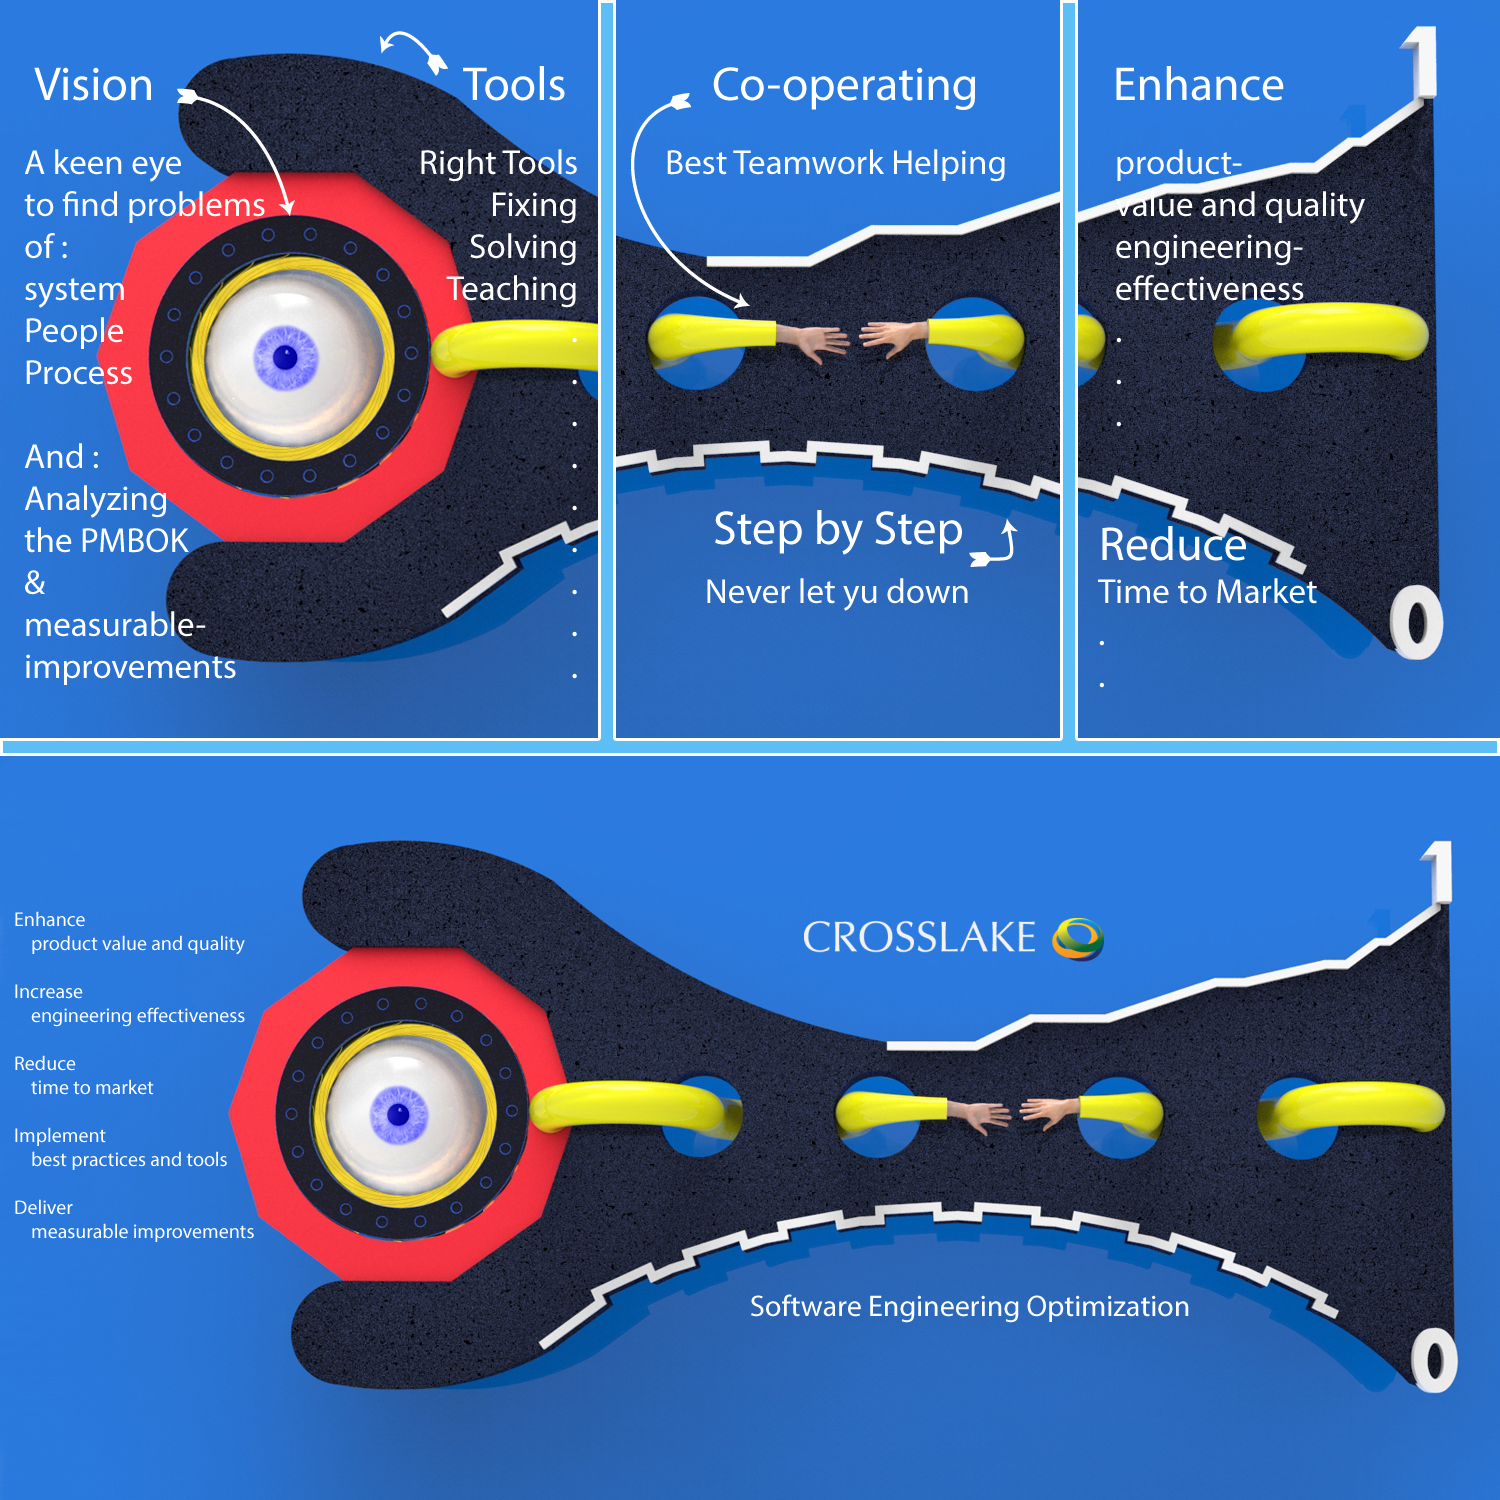 Vision
A keen eye
to find problems
of :
system
People
Process
And :
Analyzing
the PMBOK
&
measurable-
improvements
Tools
Right Tools
Fixing
Solving
Teaching
.
.
.
.
.
.
.
.
.
Co-operating
Best Teamwork Helping
Step by Step
Never let yu down
Enhance
product-
value and quality
engineering-
effectiveness
.
.
.
Reduce
Time to Market
.
.
1
0
Enhance
product value and quality
Increase
engineering effectiveness
Reduce
time to market
Implement
best practices and tools
Deliver
measurable improvements
CROSSLAKE
Software Engineering Optimization
1
0